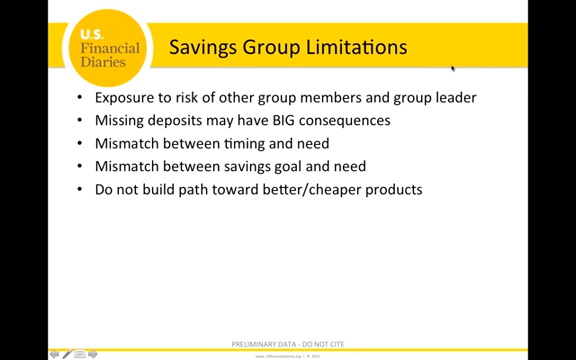 U.S.
Financial
Diaries
Savings Group Limitations
• Exposure to risk of other group members and group leader
• Missing deposits may have BIG consequences
• Mismatch between timing and need
• Mismatch between savings goal and need
• Do not build path toward better/cheaper products
PRELIMINARY DATA - DO NOT CITE